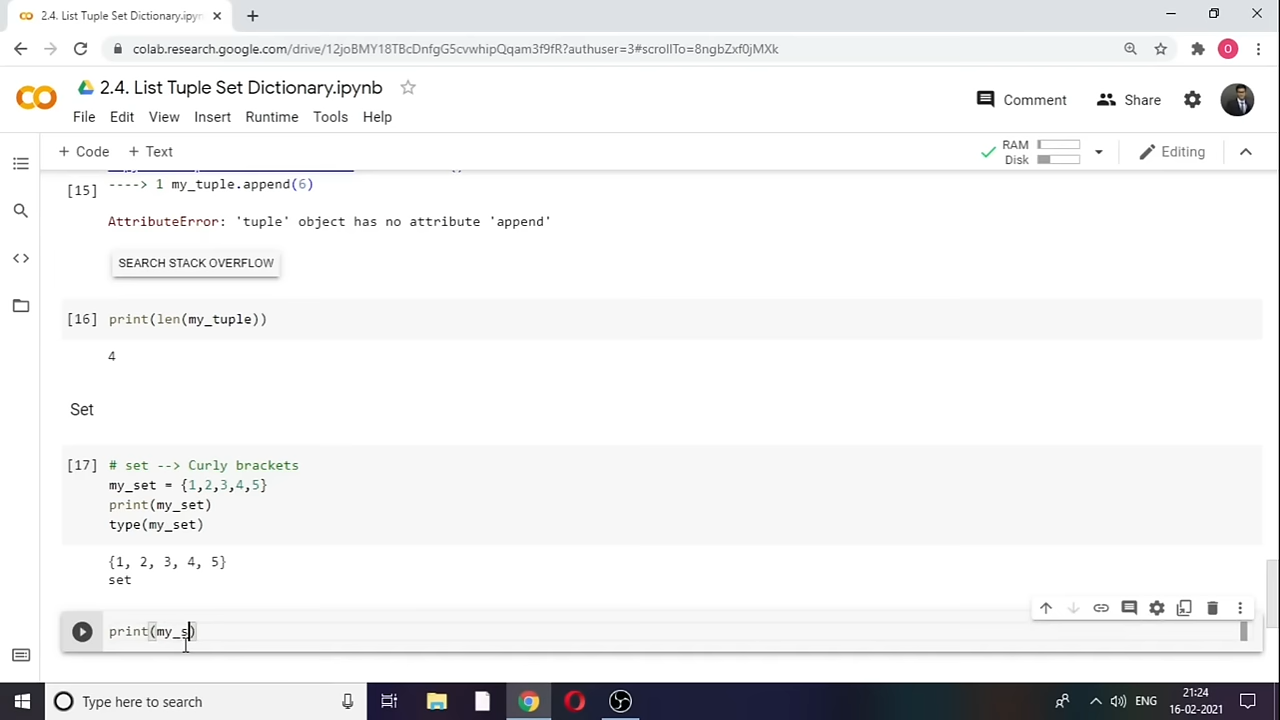 2.4. List Tuple Set Dictionary.ipyn
colab.research.google.com/drive/12joBMY18TBcDnfgG5cvwhipQqam3f9fR?authuser=3#scrollTo=8ngbZxf0jMXk
O
2.4. List Tuple Set Dictionary.ipynb
Comment
Share
File Edit View Insert Runtime Tools Help
+ Code + Text
RAM
Disk
Editing
[15]
----> 1 my_tuple.append(6)
AttributeError: 'tuple' object has no attribute 'append'
SEARCH STACK OVERFLOW
[16] print(len(my_tuple))
4
Set
[17] # set --> Curly brackets
my_set = {1,2,3,4,5}
print(my_set)
type(my_set)
{1, 2, 3, 4, 5}
set
print(my_s)
Type here to search
ENG
21:24
16-02-2021